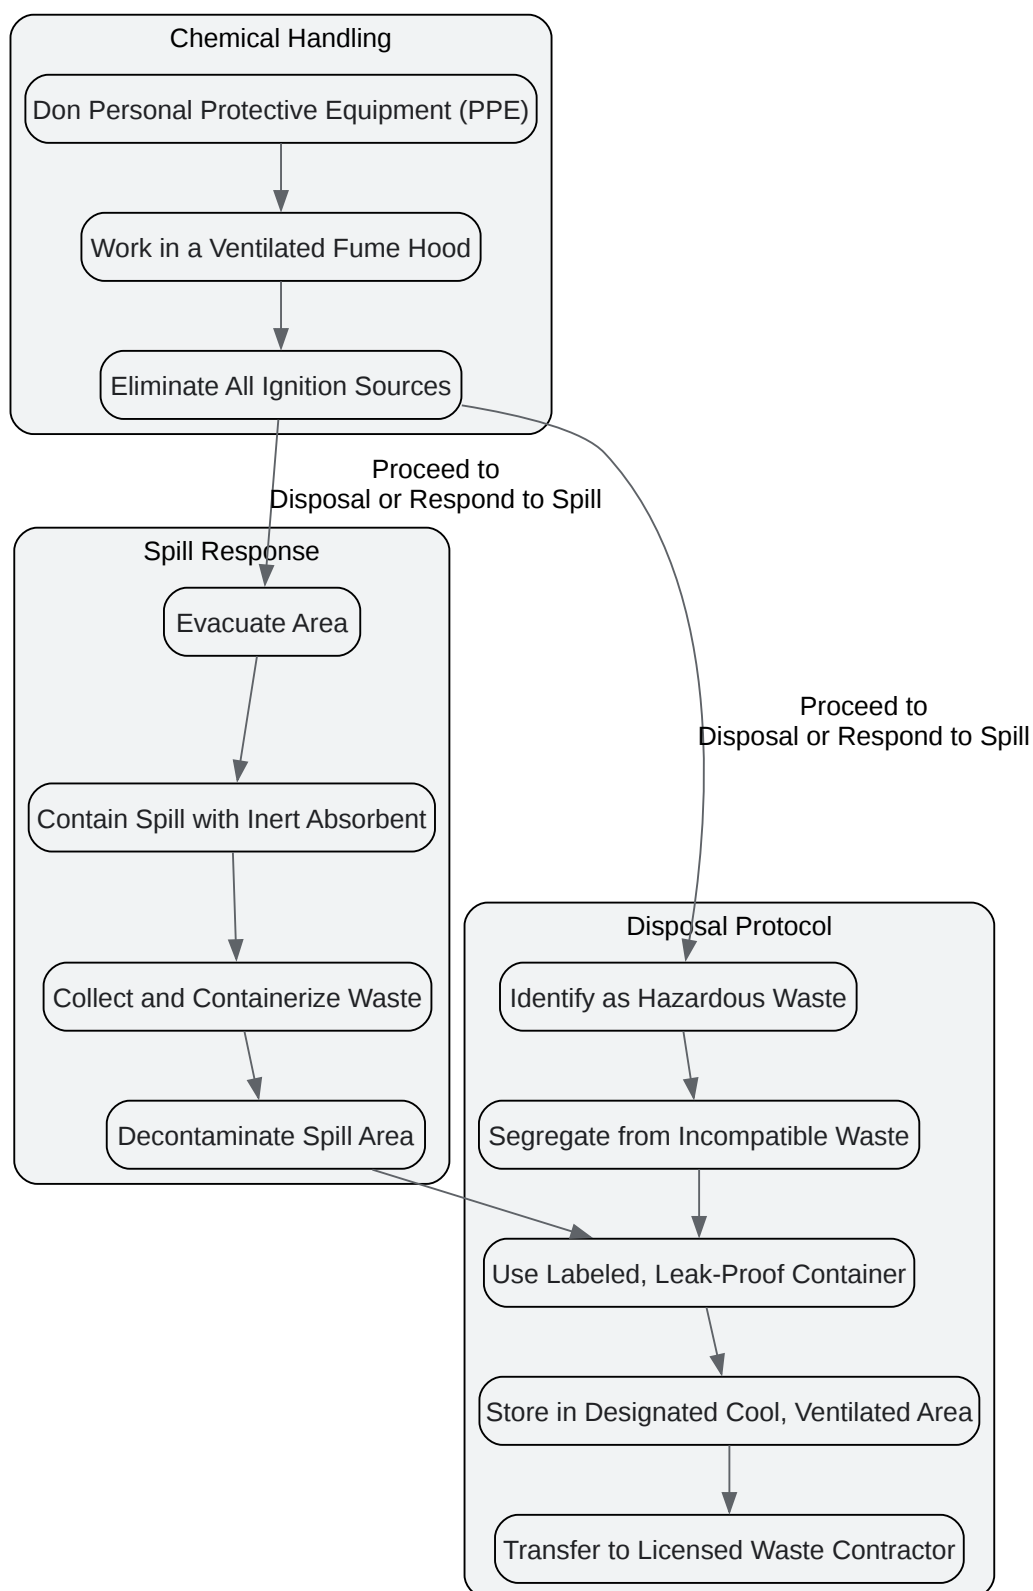 Chemical Handling
Don Personal Protective Equipment (PPE)
Work in a Ventilated Fume Hood
Eliminate All Ignition Sources
Proceed to
Disposal or Respond to Spill
Spill Response
Evacuate Area
Contain Spill with Inert Absorbent
Collect and Containerize Waste
Decontaminate Spill Area
Proceed to
Disposal or Respond to Spill
Disposal Protocol
Identify as Hazardous Waste
Segregate from Incompatible Waste
Use Labeled, Leak-Proof Container
Store in Designated Cool, Ventilated Area
Transfer to Licensed Waste Contractor